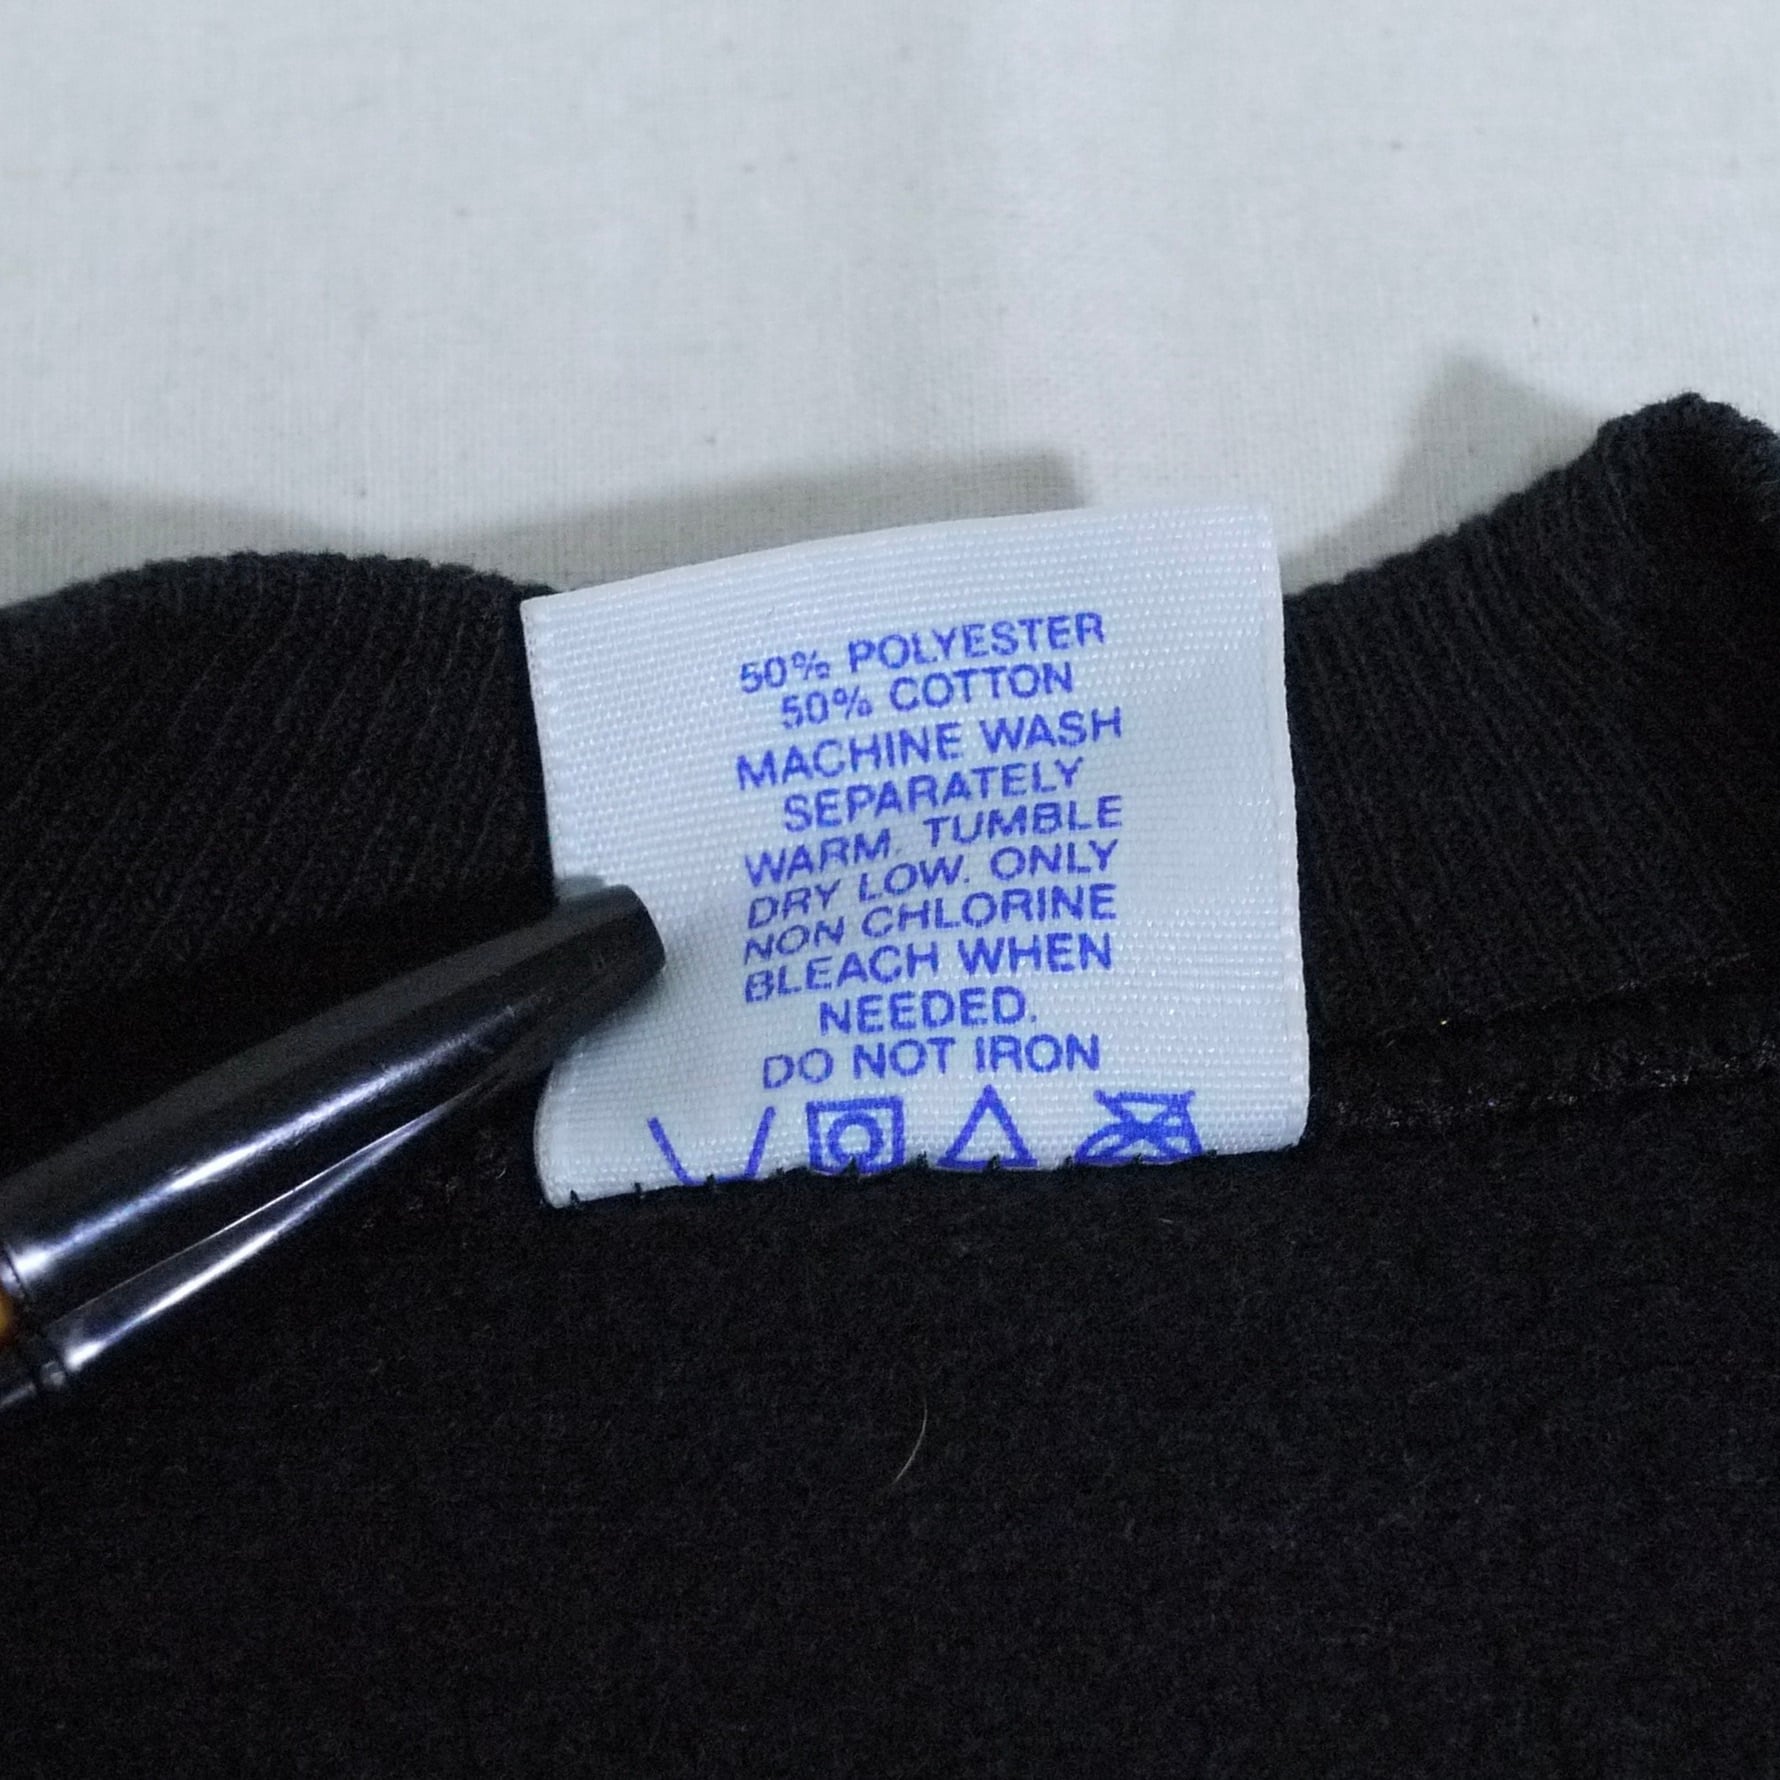 50% POLYESTER
50% COTTON
MACHINE WASH
SEPARATELY
WARM. TUMBLE
DRY LOW. ONLY
NON CHLORINE
BLEACH WHEN
NEEDED.
DO NOT IRON